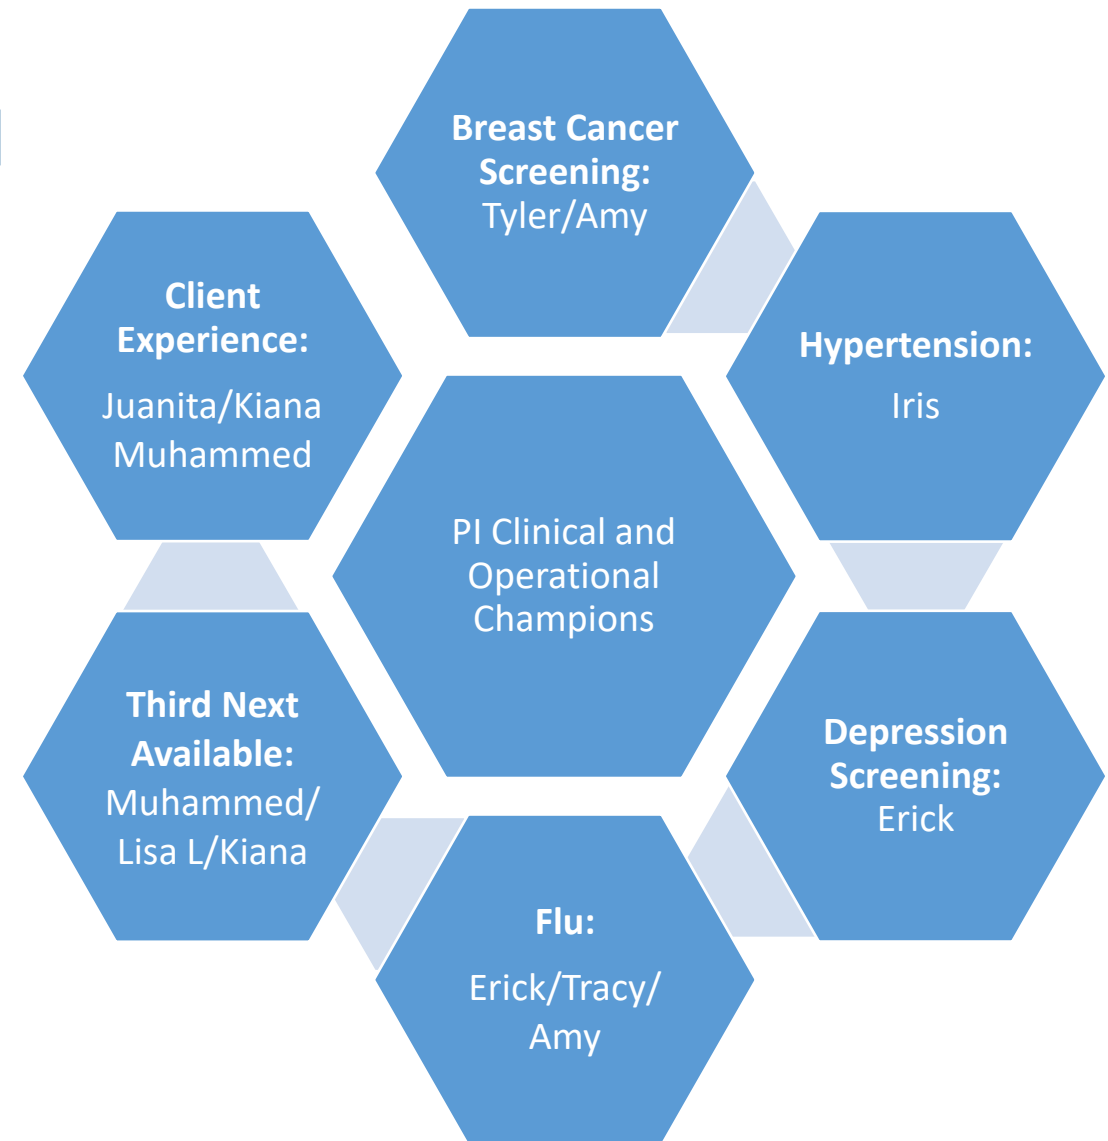 Breast Cancer
Screening:
Tyler/Amy
Hypertension:
Iris
Depression
Screening:
Erick
Flu:
Erick/Tracy/
Amy
Third Next
Available:
Muhammed/
Lisa L/Kiana
Client
Experience:
Juanita/Kiana
Muhammed
PI Clinical and
Operational
Champions